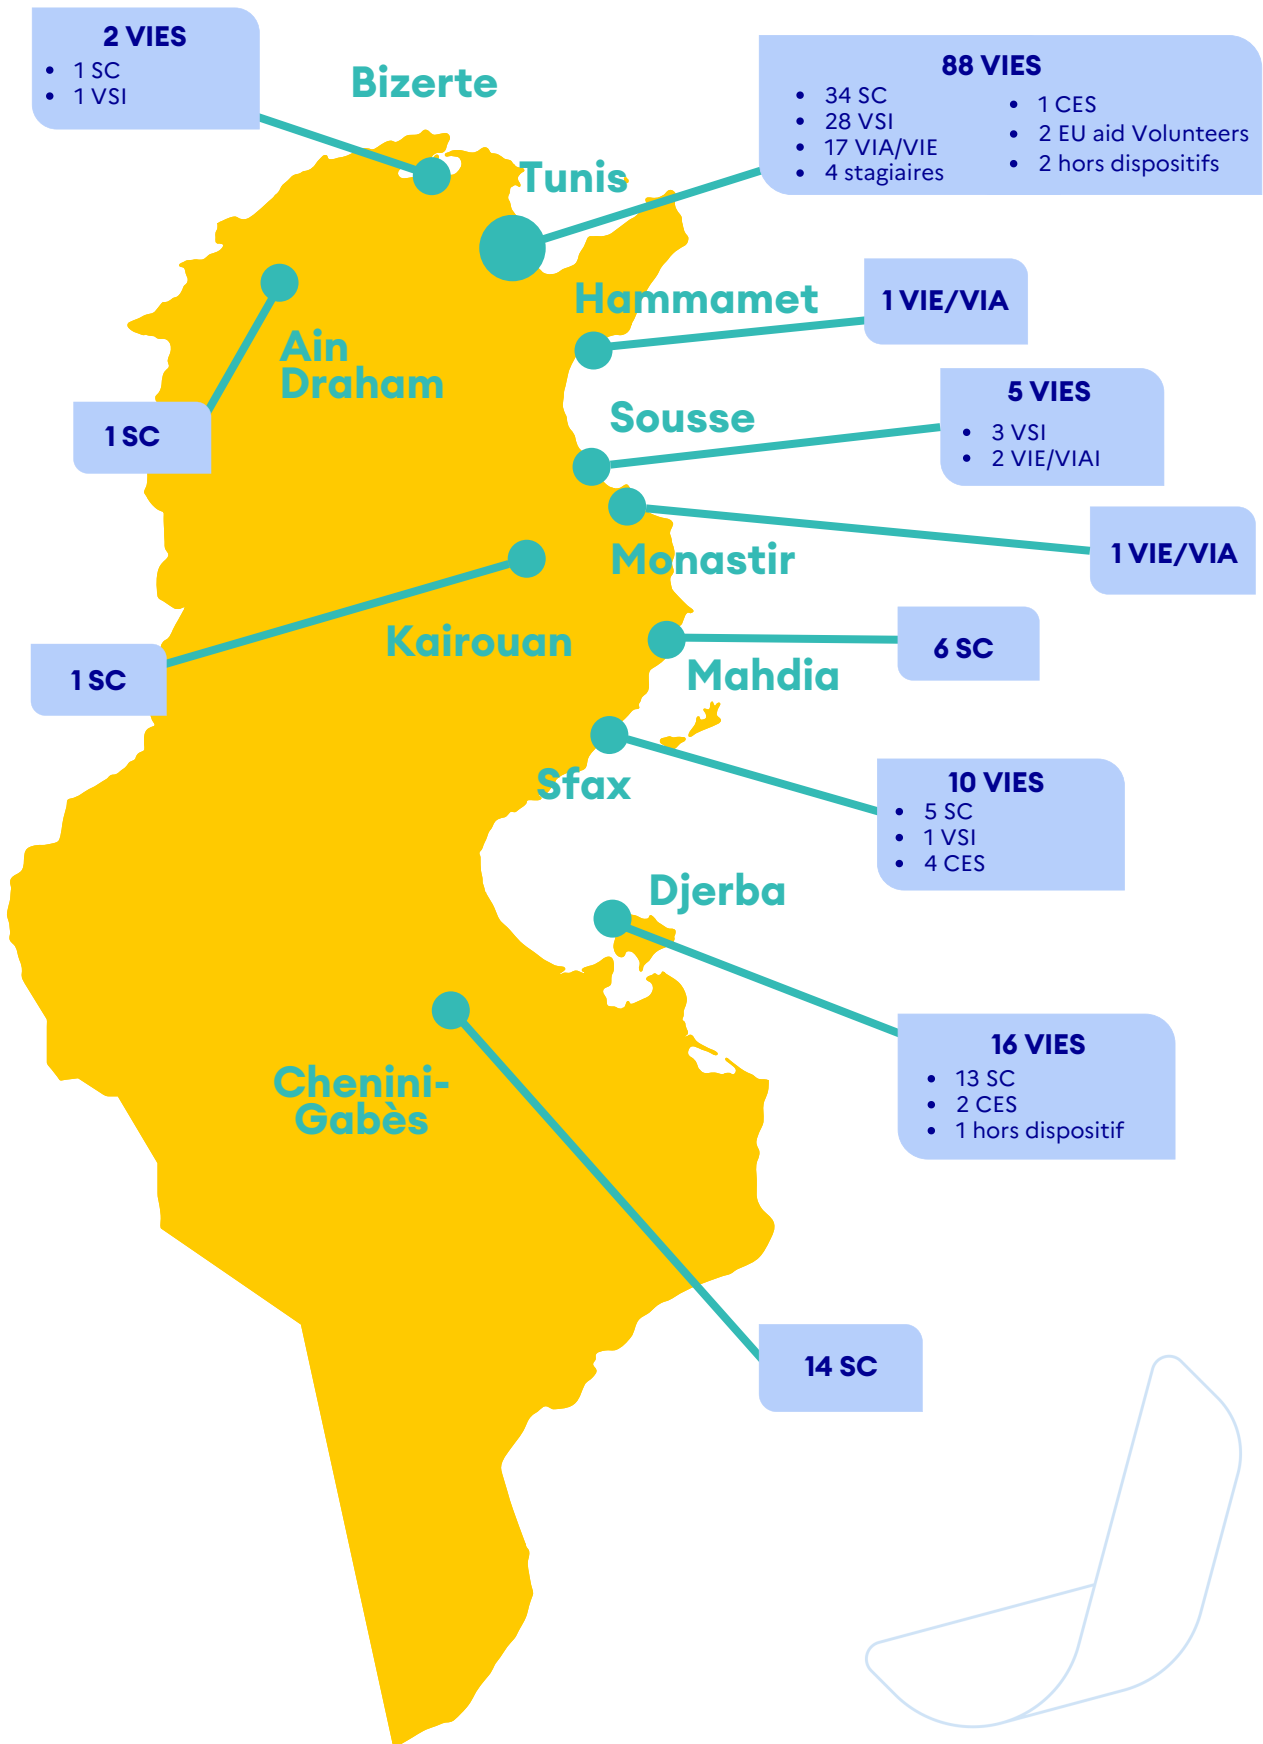 2 VIES
• 1 SC
• 1 VSI
Bizerte
88 VIES
• 34 SC
• 28 VSI
• 17 VIA/VIE
• 4 stagiaires
• 1 CES
• 2 EU aid Volunteers
• 2 hors dispositifs
Tunis
Hammamet
1 VIE/VIA
Ain
Draham
1 SC
Sousse
5 VIES
• 3 VSI
• 2 VIE/VIAI
Monastir
1 VIE/VIA
Kairouan
1 SC
Mahdia
6 SC
Sfax
10 VIES
• 5 SC
• 1 VSI
• 4 CES
Djerba
16 VIES
• 13 SC
• 2 CES
• 1 hors dispositif
Chenini-
Gabès
14 SC